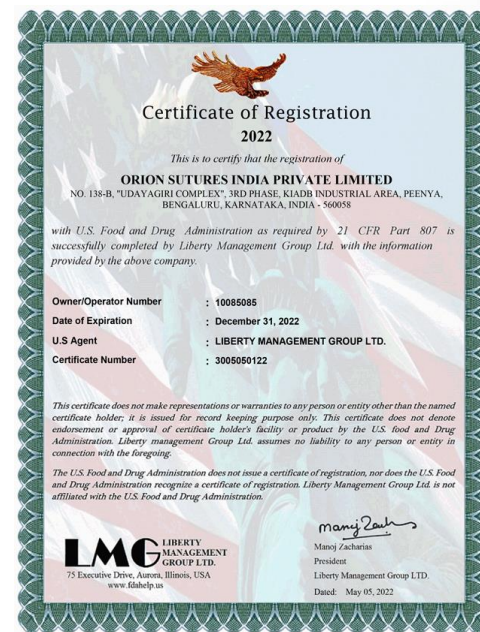 Certificate of Registration
2022
This is to certify that the registration of
ORION SUTURES INDIA PRIVATE LIMITED
NO. 138-B, "UDAYAGIRI COMPLEX", 3RD PHASE, KIADB INDUSTRIAL AREA, PEENYA,
BENGALURU, KARNATAKA, INDIA - 560058
with U.S. Food and Drug Administration as required by 21 CFR Part 807 is
successfully completed by Liberty Management Group Ltd. with the information
provided by the above company.
Owner/Operator Number : 10085085
Date of Expiration : December 31, 2022
U.S Agent : LIBERTY MANAGEMENT GROUP LTD.
Certificate Number : 3005050122
This certificate does not make representations or warranties to any person or entity other than the named
certificate holder; it is issued for record keeping purpose only. This certificate does not denote
endorsement or approval of certificate holder's facility or product by the U.S. food and Drug
Administration. Liberty management Group Ltd. assumes no liability to any person or entity in
connection with the foregoing.
The U.S. Food and Drug Administration does not issue a certificate of registration, nor does the U.S. Food
and Drug Administration recognize a certificate of registration. Liberty Management Group Ltd. is not
affiliated with the U.S. Food and Drug Administration.
LMG LIBERTY
MANAGEMENT
GROUP LTD.
75 Executive Drive, Aurora, Illinois, USA
www.fdahelp.us
Manoj Zacharias
President
Liberty Management Group LTD.
Dated: May 05, 2022